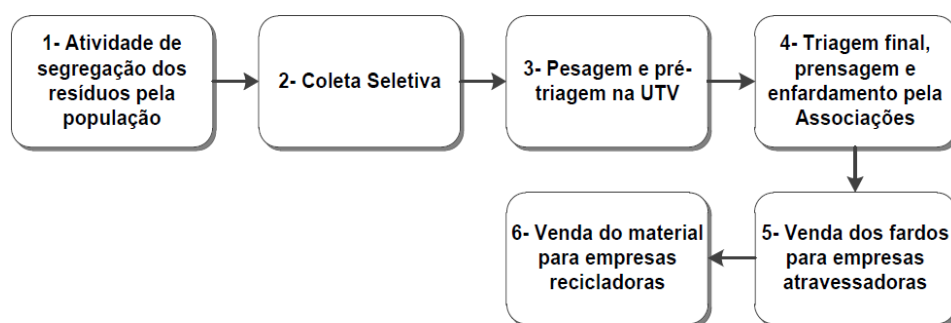 1- Atividade de
segregação dos
resíduos pela
população
2- Coleta Seletiva
3- Pesagem e pré-
triagem na UTV
4- Triagem final,
prensagem e
enfardamento pela
Associações
5- Venda dos fardos
para empresas
atravessadoras
6- Venda do material
para empresas
recicladoras